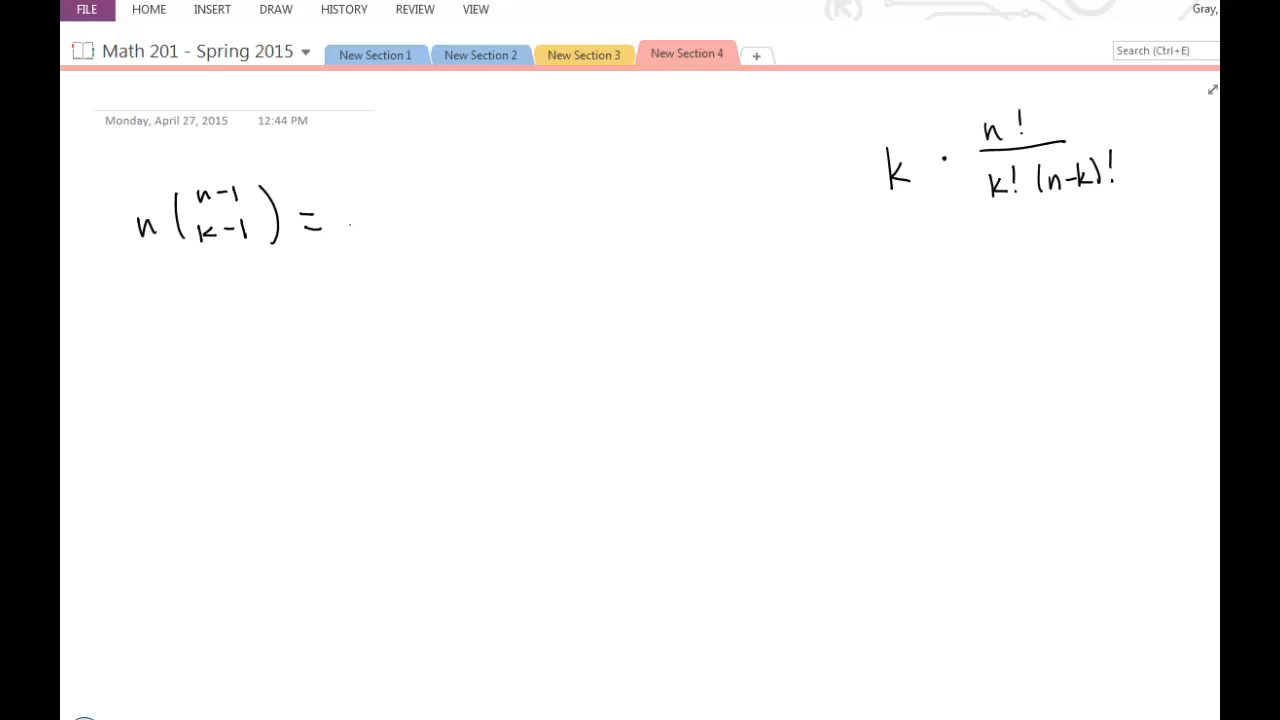 FILE HOME INSERT DRAW HISTORY REVIEW VIEW Gray,
Math 201 - Spring 2015 New Section 1 New Section 2 New Section 3 New Section 4 + Search (Ctrl+E)
Monday, April 27, 2015 12:44 PM
n (n-1
k-1) =
k · n!
k! (n-k)!